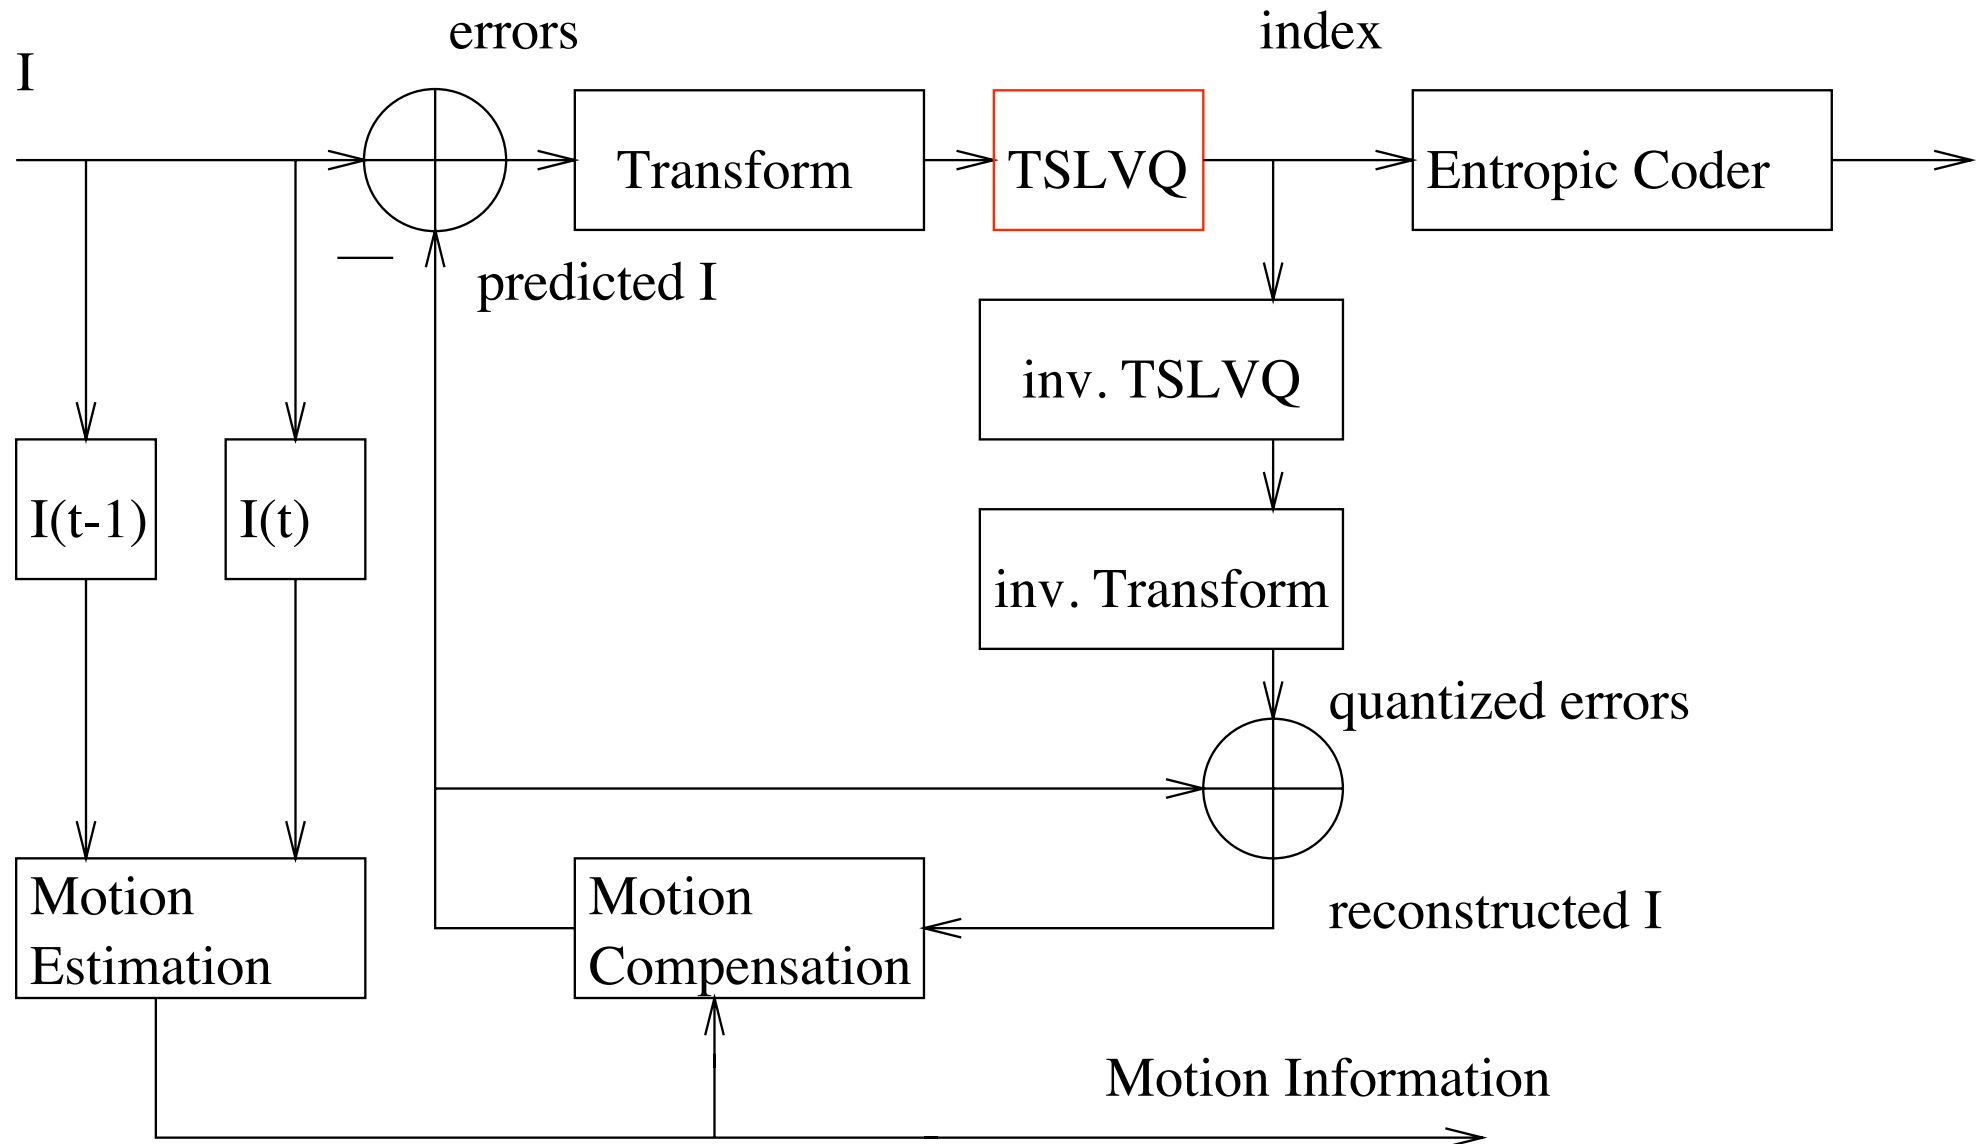 errors
index
I
Transform
TSLVQ
Entropic Coder
predicted I
inv. TSLVQ
I(t-1)
I(t)
inv. Transform
quantized errors
Motion
Estimation
Motion
Compensation
reconstructed I
Motion Information